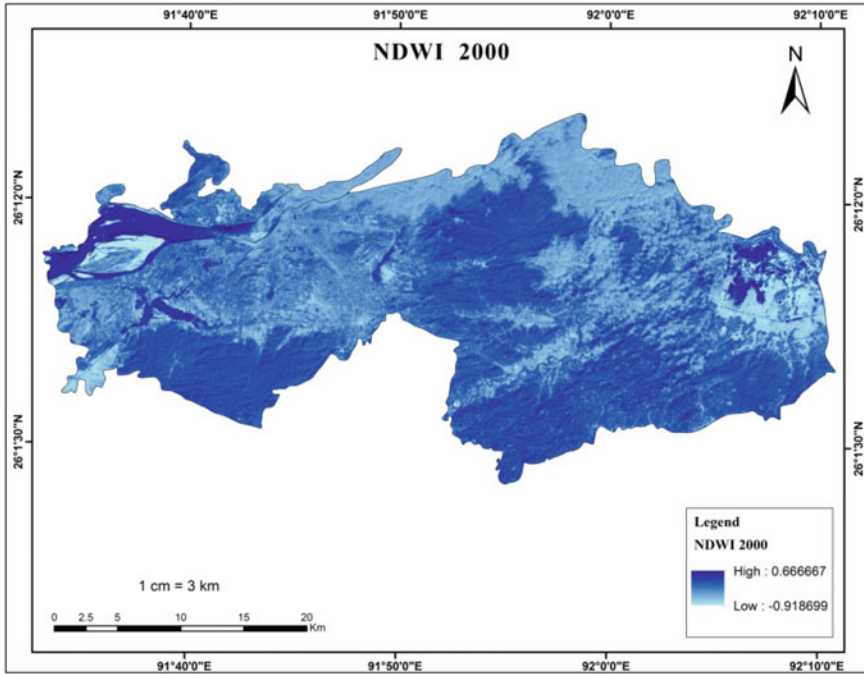 91°40'0"E 91°50'0"E 92°0'0"E 92°10'0"E
NDWI 2000
N
26°12'0"N 26°12'0"N
26°1'30"N 26°1'30"N
Legend
NDWI 2000
High : 0.666667
Low : -0.918699
1 cm = 3 km
0 2.5 5 10 15 20
Km
91°40'0"E 91°50'0"E 92°0'0"E 92°10'0"E